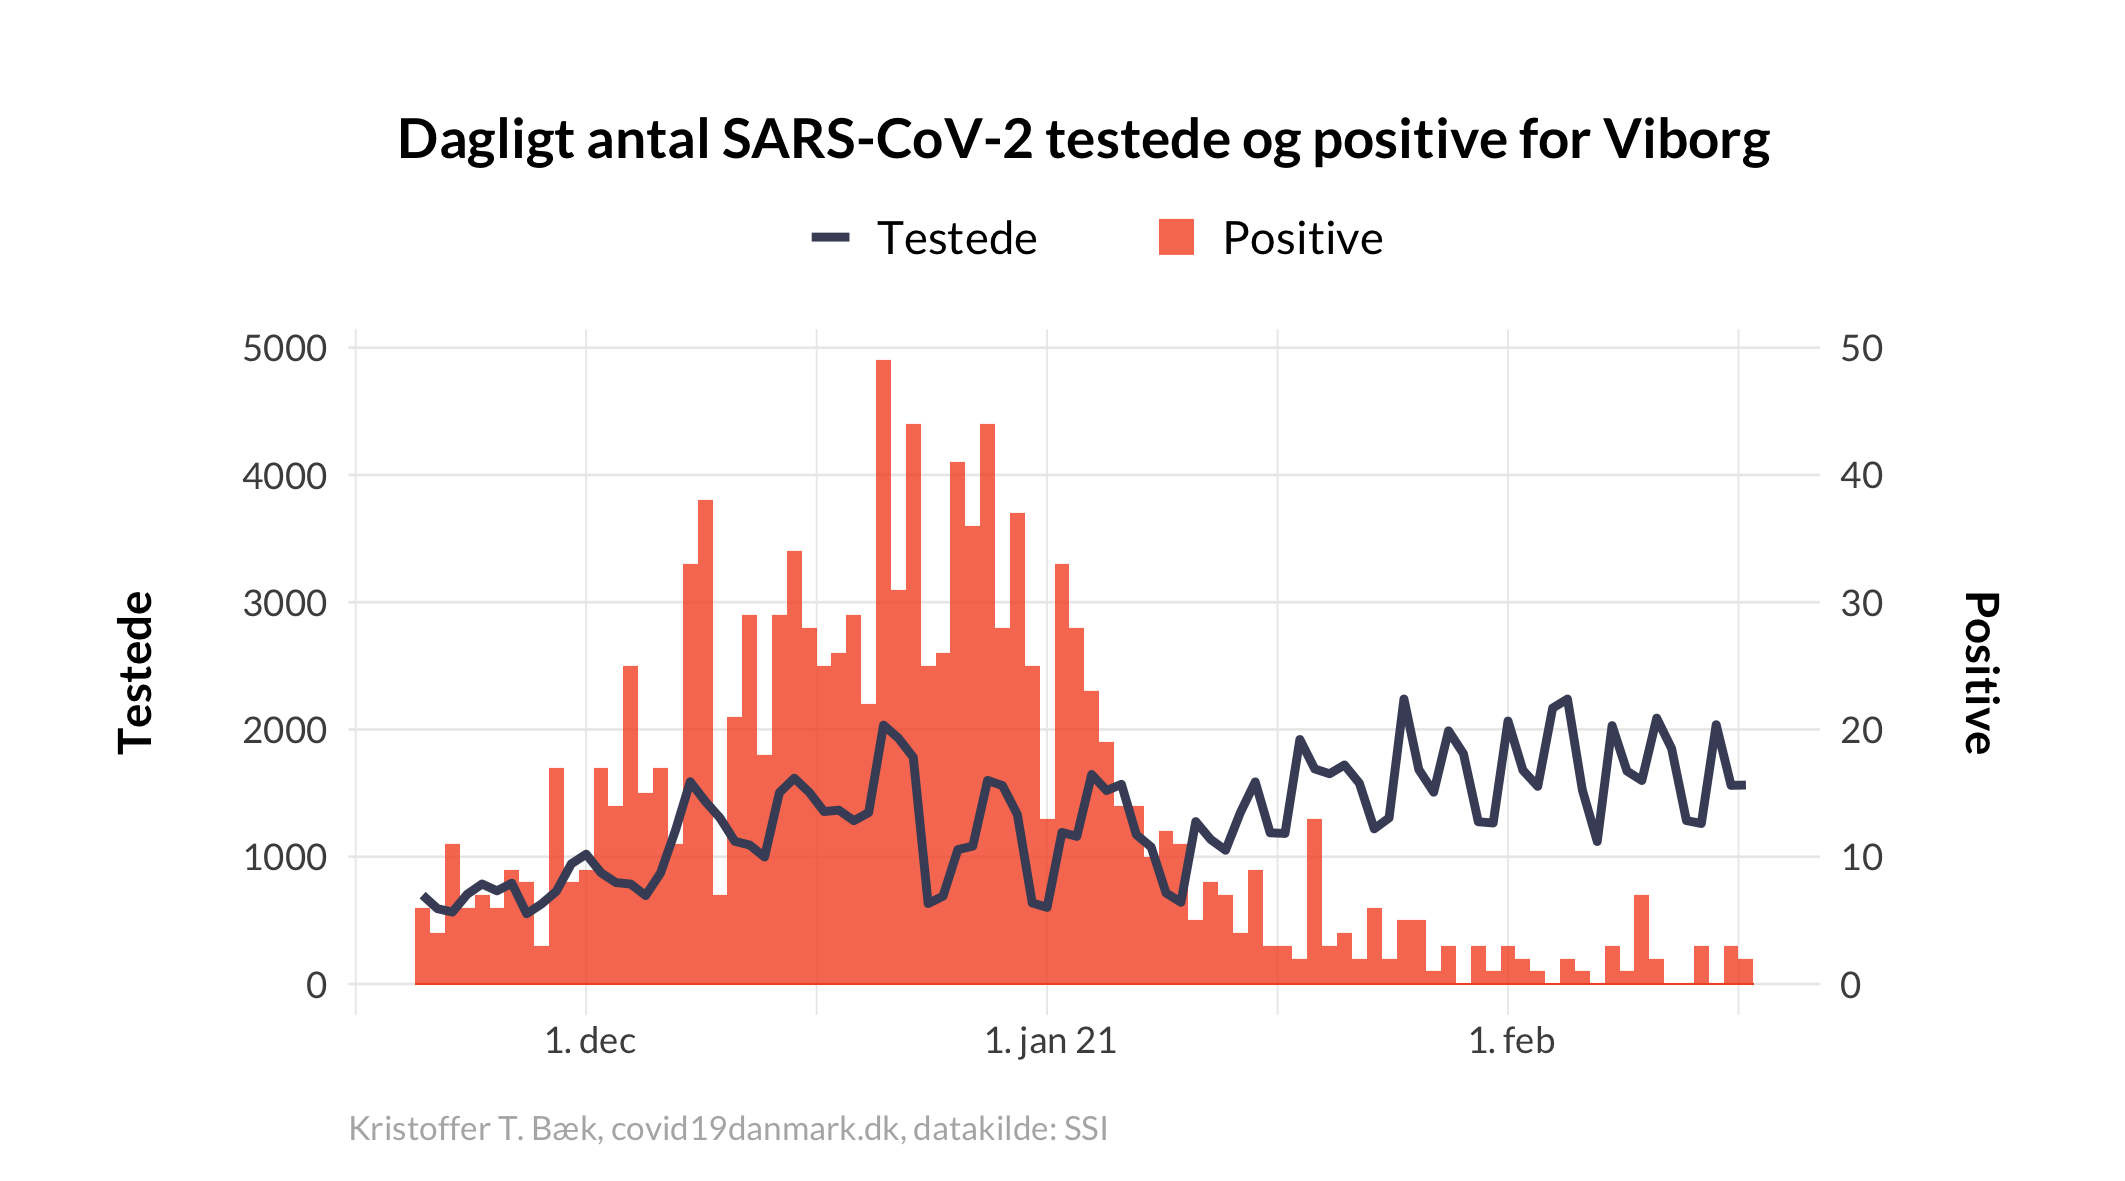 Dagligt antal SARS-CoV-2 testede og positive for Viborg
Testede
Positive
5000
4000
3000
2000
1000
0
Testede
50
40
30
20
10
0
Positive
1. dec
1. jan 21
1. feb
Kristoffer T. Bæk, covid19danmark.dk, datakilde: SSI